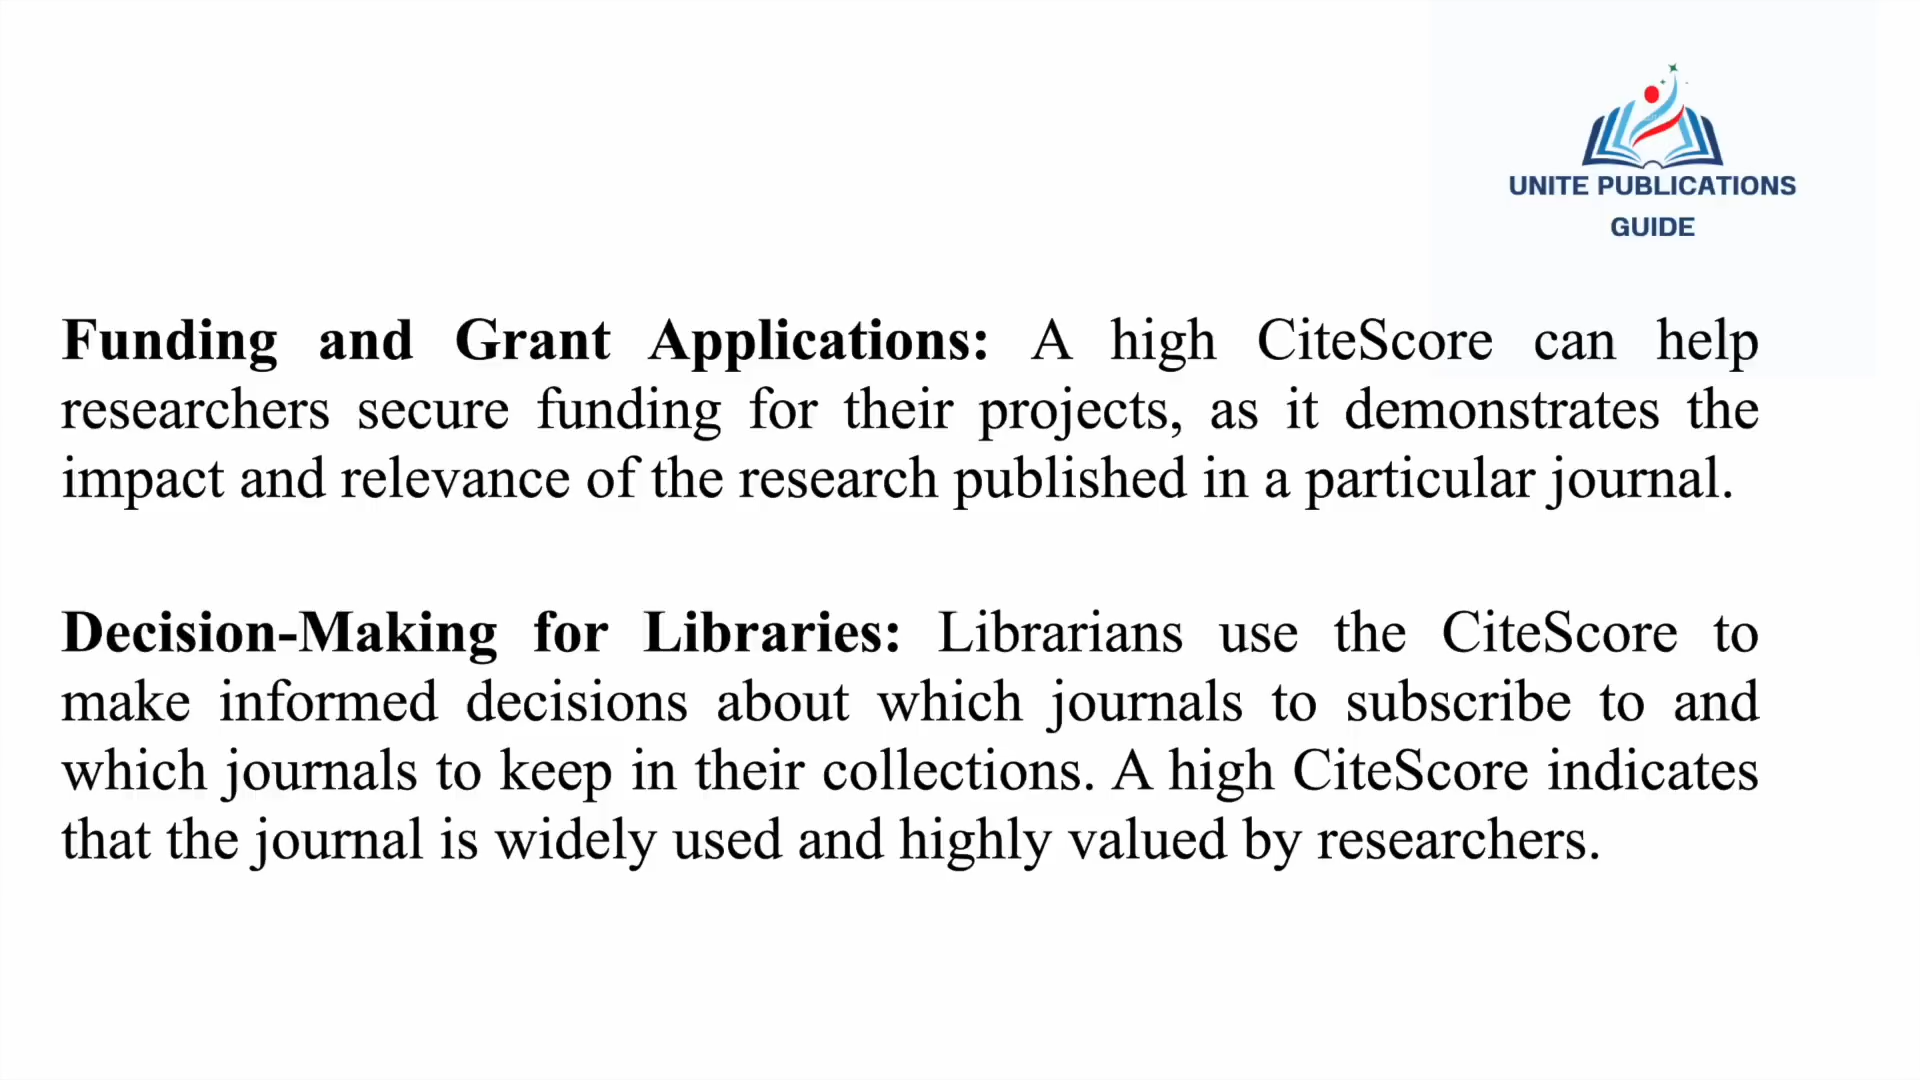 UNITE PUBLICATIONS
GUIDE
Funding and Grant Applications: A high CiteScore can help
researchers secure funding for their projects, as it demonstrates the
impact and relevance of the research published in a particular journal.
Decision-Making for Libraries: Librarians use the CiteScore to
make informed decisions about which journals to subscribe to and
which journals to keep in their collections. A high CiteScore indicates
that the journal is widely used and highly valued by researchers.